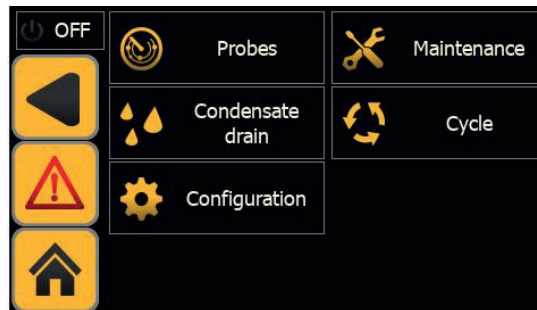 OFF
Probes
Maintenance
Condensate
drain
Cycle
Configuration